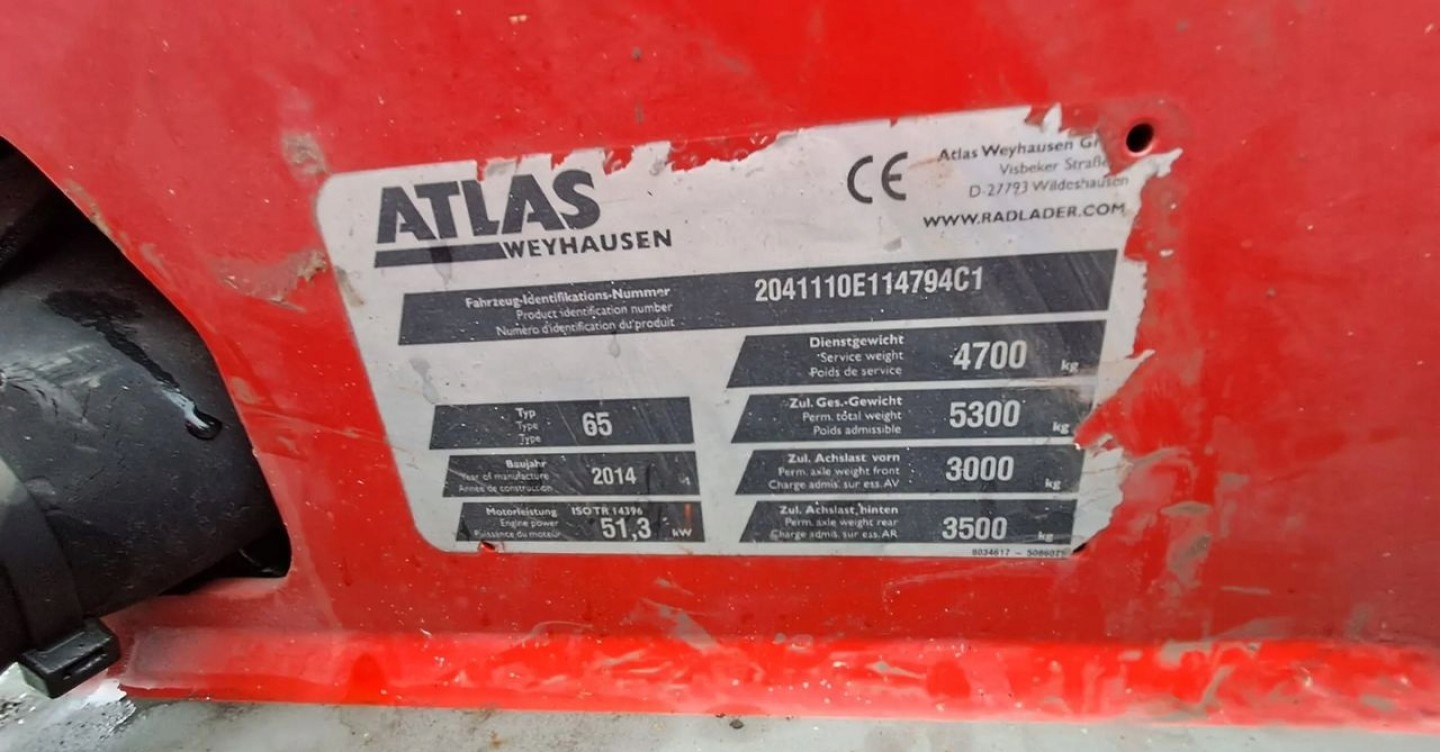 ATLAS
WEYHAUSEN
CE
Atlas Weyhausen
Visbeker Straße
D-27793 Wildeshausen
WWW.RADLADER.COM
Fahrzeug-Identifikations-Nummer
Product identification number
Numéro d'identification du produit
2041110E114794C1
Dienstgewicht
Service weight
Poids de service
4700 kg
Zul. Ges.-Gewicht
Perm. total weight
Poids admissible
5300 kg
Zul. Achslast vorn
Perm. axle weight front
Charge admis. sur ess. AV
3000 kg
Zul. Achslast, hinten
Perm. axle weight rear
Charge admis. sur ess. AR
3500 kg
Typ
Type
Type
65
Baujahr
Year of manufacture
Année de construction
2014
Motorleistung ISO TR 14396
Engine power
Puissance du moteur
51,3 kW